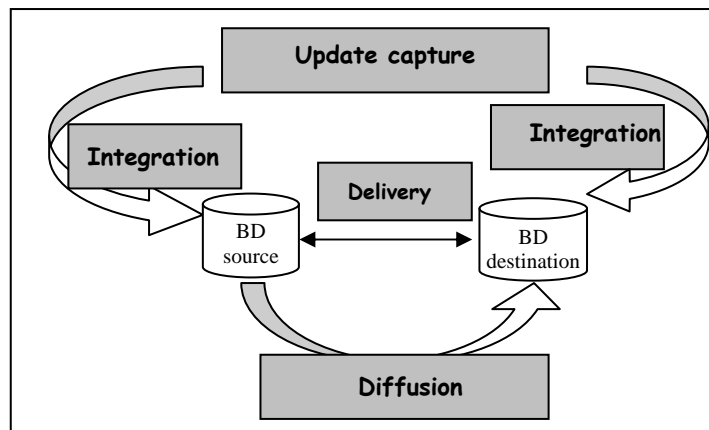 Update capture
Integration
Integration
Delivery
BD
source
BD
destination
Diffusion